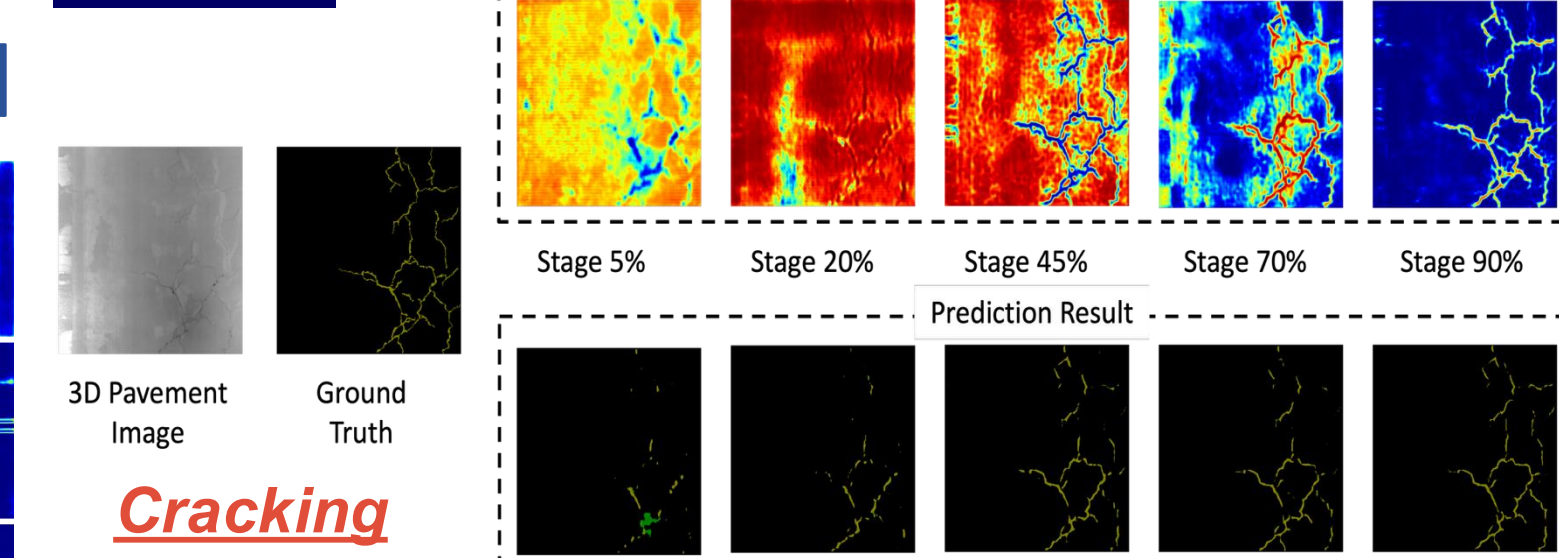 Stage 5%
Stage 20%
Stage 45%
Stage 70%
Stage 90%
Prediction Result
3D Pavement
Image
Ground
Truth
Cracking